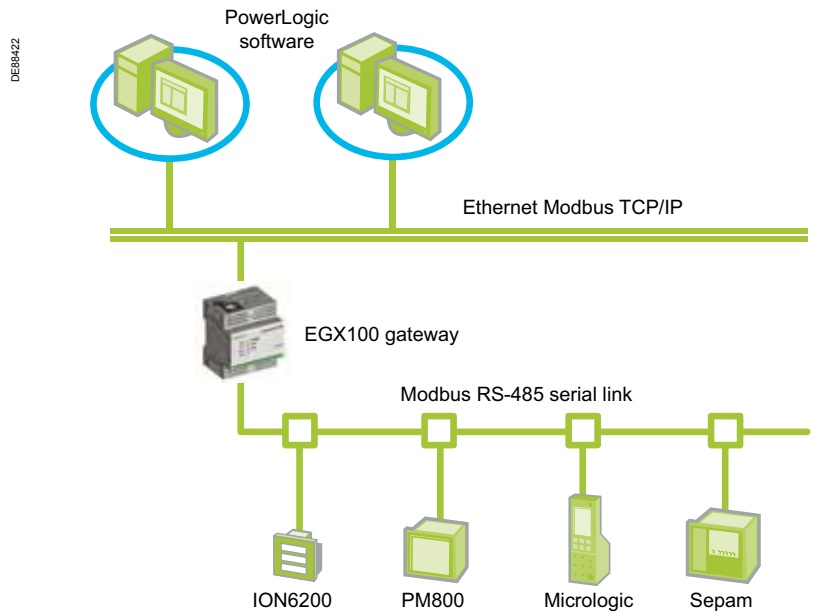 DE88422
PowerLogic
software
Ethernet Modbus TCP/IP
EGX100 gateway
Modbus RS-485 serial link
ION6200
PM800
Micrologic
Sepam